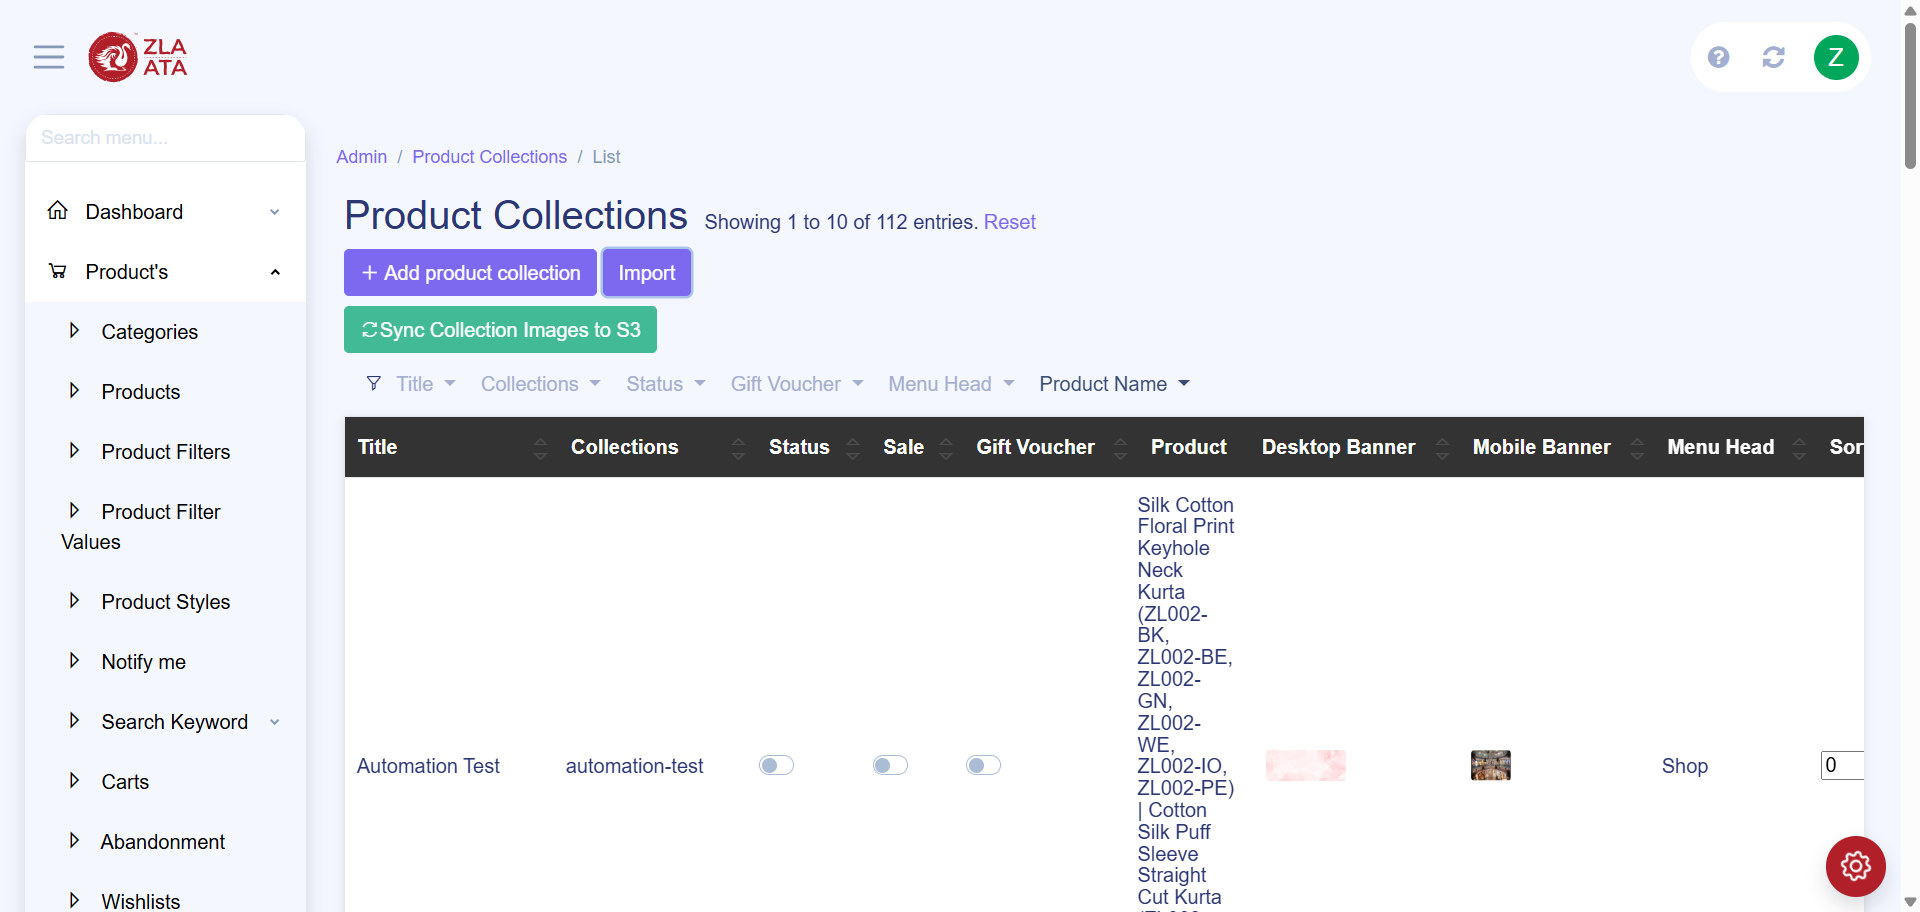 ZLA
ATA
Z
Search menu...
Dashboard
Product's
Categories
Products
Product Filters
Product Filter
Values
Product Styles
Notify me
Search Keyword
Carts
Abandonment
Wishlists
Admin / Product Collections / List
Product Collections Showing 1 to 10 of 112 entries. Reset
+ Add product collection Import
Sync Collection Images to S3
Title Collections Status Gift Voucher Menu Head Product Name
Title Collections Status Sale Gift Voucher Product Desktop Banner Mobile Banner Menu Head Sor
Automation Test automation-test
Silk Cotton
Floral Print
Keyhole
Neck
Kurta
(ZL002-
BK,
ZL002-BE,
ZL002-
GN,
ZL002-
WE,
ZL002-IO,
ZL002-PE)
| Cotton
Silk Puff
Sleeve
Straight
Cut Kurta
Shop 0